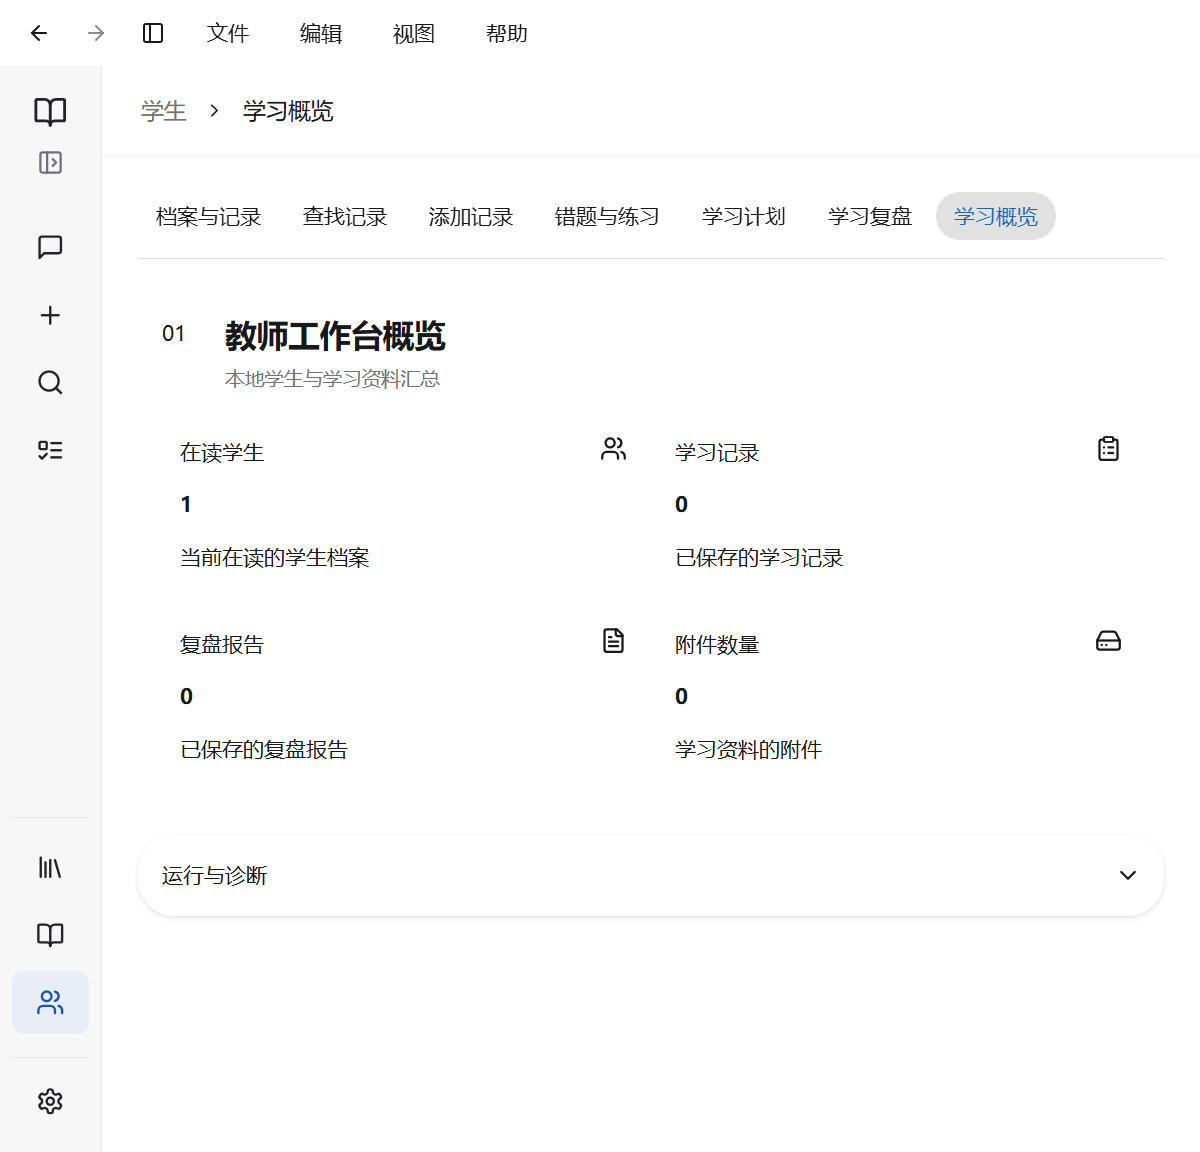 文件 编辑 视图 帮助
学生 > 学习概览
档案与记录 查找记录 添加记录 错题与练习 学习计划 学习复盘 学习概览
01 教师工作台概览
本地学生与学习资料汇总
在读学生
1
当前在读的学生档案
学习记录
0
已保存的学习记录
复盘报告
0
已保存的复盘报告
附件数量
0
学习资料的附件
运行与诊断